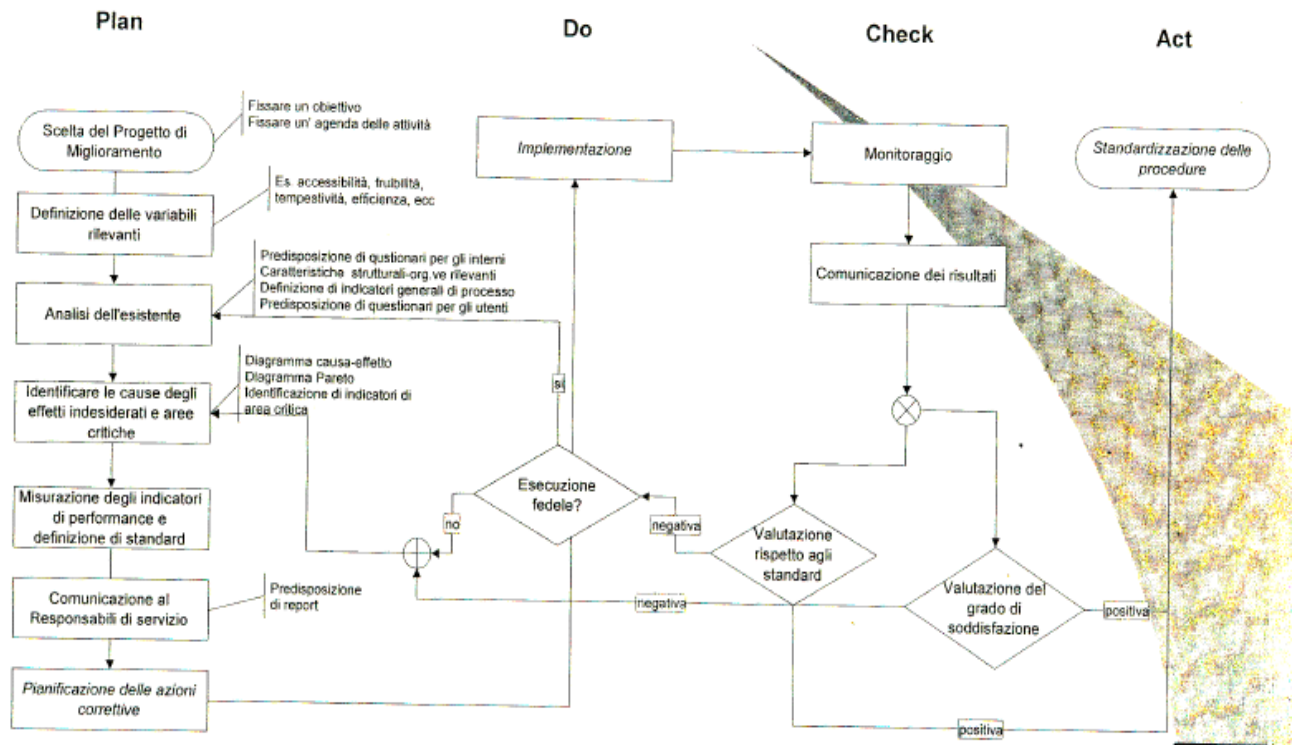 Plan
Do
Check
Act
Scelta del Progetto di
Miglioramento
Fissare un obiettivo
Fissare un' agenda delle attività
Definizione delle variabili
rilevanti
Es. accessibilità, fruibilità,
tempestività, efficienza, ecc
Analisi dell'esistente
Predisposizione di qustionari per gli interni
Caratteristiche strutturali-org.ve rilevanti
Definizione di indicatori generali di processo
Predisposizione di questionari per gli utenti
Identificare le cause degli
effetti indesiderati e aree
critiche
Diagramma causa-effetto
Diagramma Pareto
Identificazione di indicatori di
area critica
Misurazione degli indicatori
di performance e
definizione di standard
Comunicazione al
Responsabili di servizio
Predisposizione
di report
Pianificazione delle azioni
correttive
Implementazione
si
Esecuzione
fedele?
no
Monitoraggio
Comunicazione dei risultati
negativa
Valutazione
rispetto agli
standard
negativa
Valutazione del
grado di
soddisfazione
positiva
positiva
Standardizzazione delle
procedure